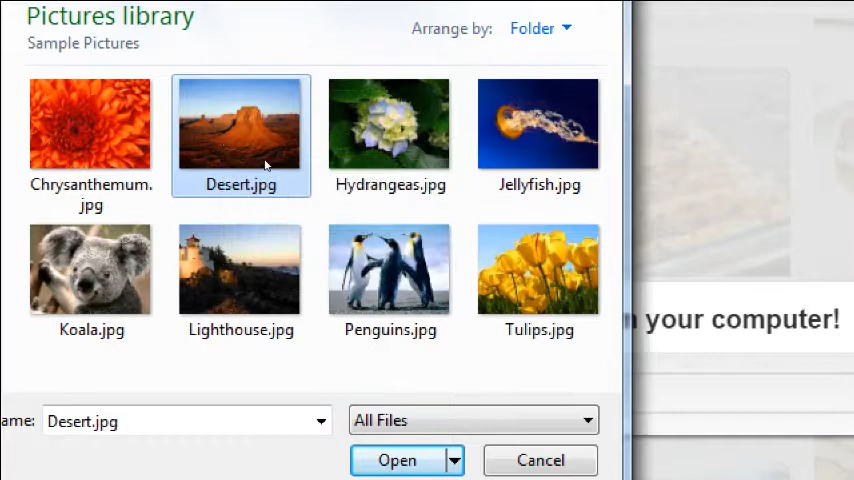 Pictures library
Sample Pictures
Arrange by: Folder
Chrysanthemum.
jpg
Desert.jpg
Hydrangeas.jpg
Jellyfish.jpg
Koala.jpg
Lighthouse.jpg
Penguins.jpg
Tulips.jpg
your computer!
ame: Desert.jpg
All Files
Open
Cancel